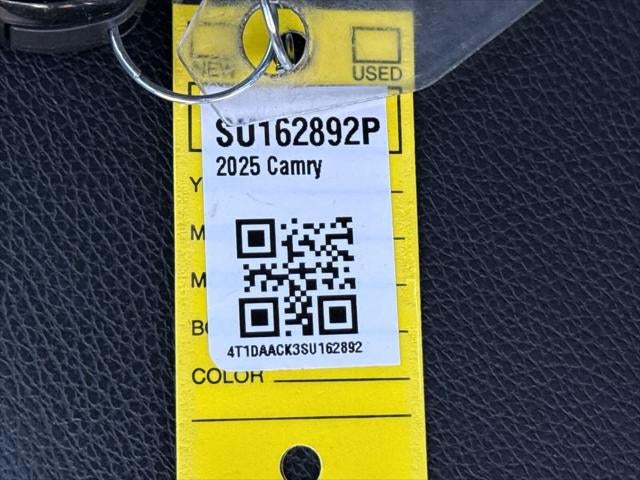 NEW USED
SU162892P
2025 Camry
Y
M
M
BO
4T1DAACK3SU162892
COLOR